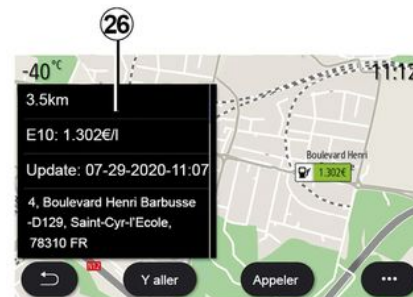 26
-40°C
11:12
3.5km
E10: 1.302€/l
Update: 07-29-2020-11:07
4, Boulevard Henri Barbusse
-D129, Saint-Cyr-l'Ecole,
78310 FR
Boulevard Henri
1.302€
N12
Y aller
Appeler